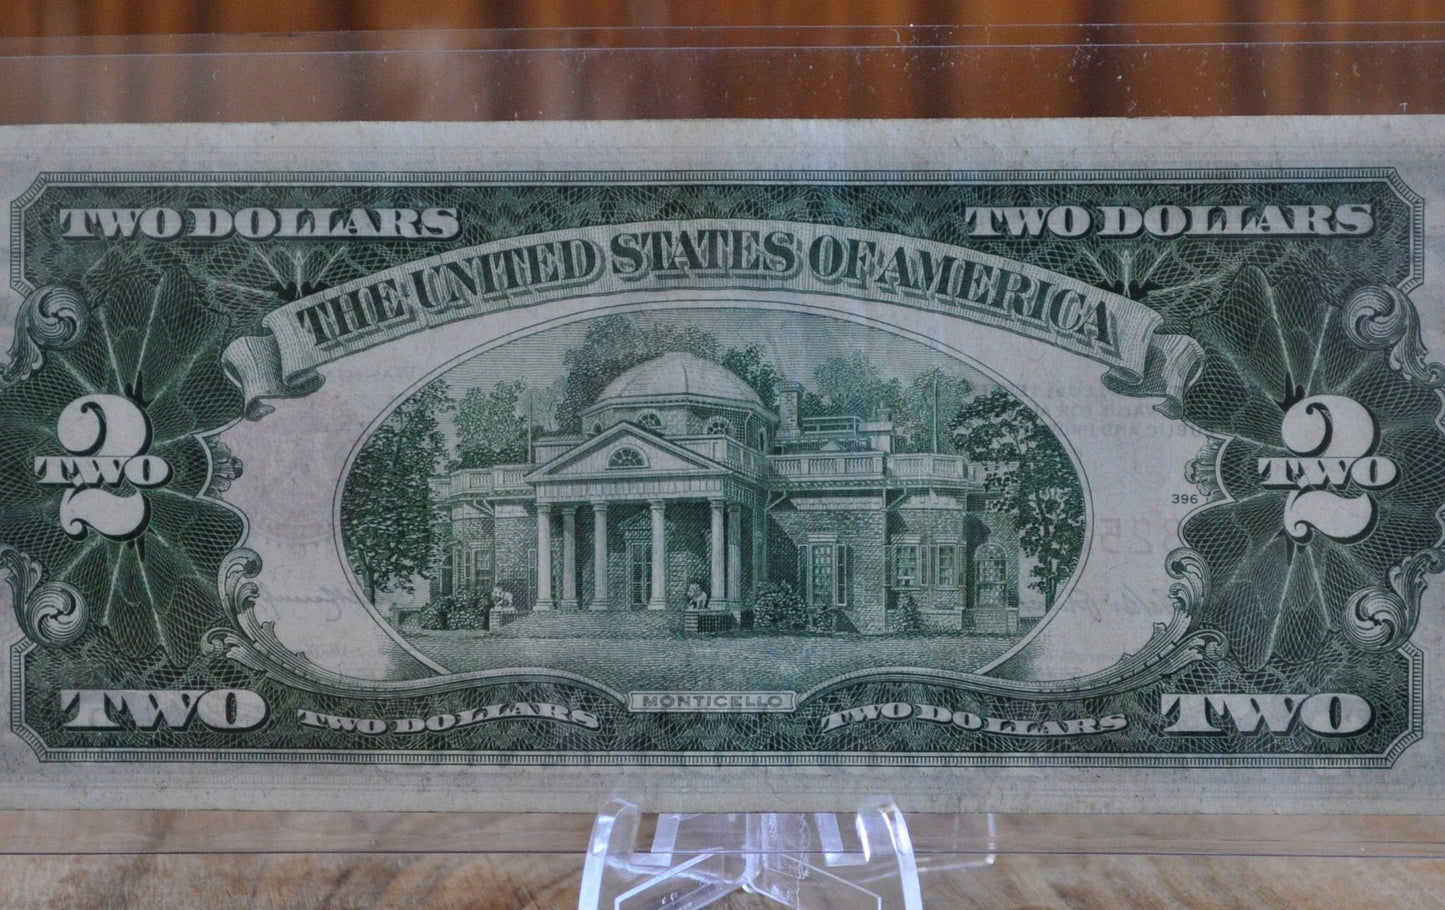 TWO DOLLARS TWO DOLLARS
THE UNITED STATES OF AMERICA
2 TWO 2 TWO
396
MONTICELLO
TWO TWO DOLLARS TWO DOLLARS TWO